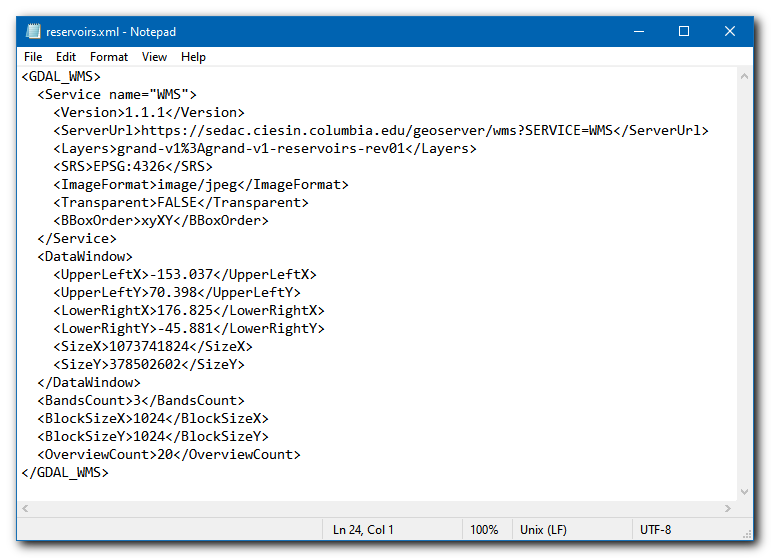 reservoirs.xml - Notepad
File Edit Format View Help
<GDAL_WMS>
  <Service name="WMS">
    <Version>1.1.1</Version>
    <ServerUrl>https://sedac.ciesin.columbia.edu/geoserver/wms?SERVICE=WMS</ServerUrl>
    <Layers>grand-v1%3Agrand-v1-reservoirs-rev01</Layers>
    <SRS>EPSG:4326</SRS>
    <ImageFormat>image/jpeg</ImageFormat>
    <Transparent>FALSE</Transparent>
    <BBoxOrder>xyXY</BBoxOrder>
  </Service>
  <DataWindow>
    <UpperLeftX>-153.037</UpperLeftX>
    <UpperLeftY>70.398</UpperLeftY>
    <LowerRightX>176.825</LowerRightX>
    <LowerRightY>-45.881</LowerRightY>
    <SizeX>1073741824</SizeX>
    <SizeY>378502602</SizeY>
  </DataWindow>
  <BandsCount>3</BandsCount>
  <BlockSizeX>1024</BlockSizeX>
  <BlockSizeY>1024</BlockSizeY>
  <OverviewCount>20</OverviewCount>
</GDAL_WMS>
Ln 24, Col 1 100% Unix (LF) UTF-8